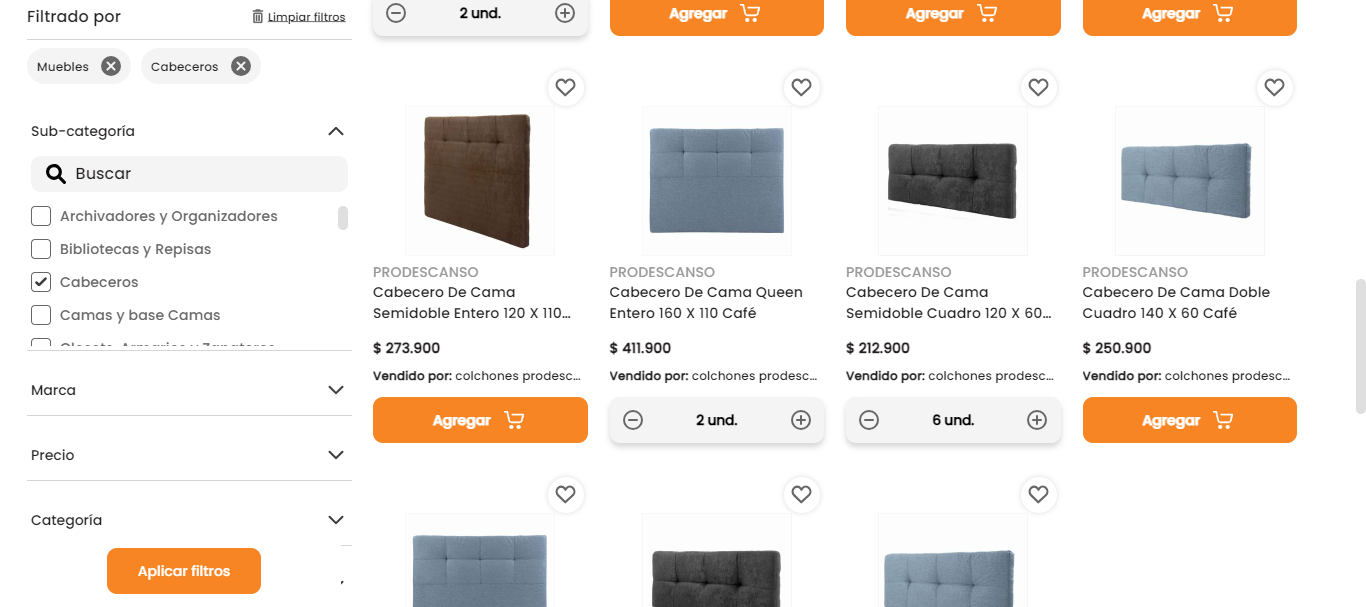 Filtrado por
Limpiar filtros
Muebles
Cabeceros
Sub-categoría
Buscar
Archivadores y Organizadores
Bibliotecas y Repisas
Cabeceros
Camas y base Camas
Closets, Armarios y Zapateros
Marca
Precio
Categoría
Aplicar filtros
2 und.
Agregar
Agregar
Agregar
PRODESCANSO
Cabecero De Cama
Semidoble Entero 120 X 110...
$ 273.900
Vendido por: colchones prodesc...
Agregar
PRODESCANSO
Cabecero De Cama Queen
Entero 160 X 110 Café
$ 411.900
Vendido por: colchones prodesc...
2 und.
PRODESCANSO
Cabecero De Cama
Semidoble Cuadro 120 X 60...
$ 212.900
Vendido por: colchones prodesc...
6 und.
PRODESCANSO
Cabecero De Cama Doble
Cuadro 140 X 60 Café
$ 250.900
Vendido por: colchones prodesc...
Agregar